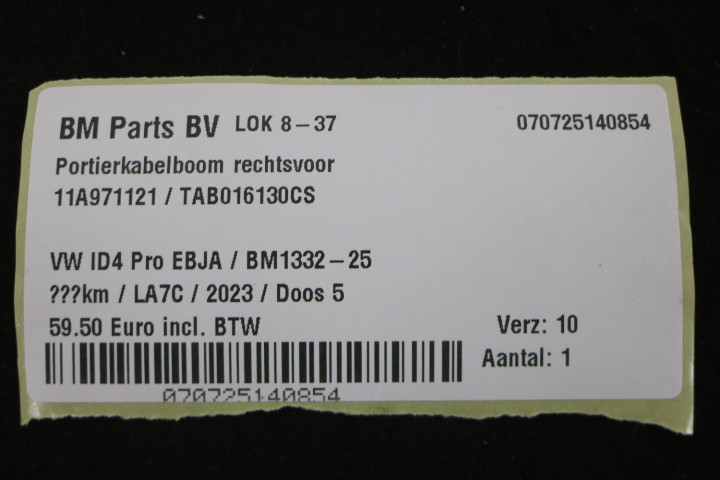 BM Parts BV LOK 8-37 070725140854
Portierkabelboom rechtsvoor
11A971121 / TAB016130CS
VW ID4 Pro EBJA / BM1332-25
???km / LA7C / 2023 / Doos 5
59.50 Euro incl. BTW Verz: 10
Aantal: 1
070725140854